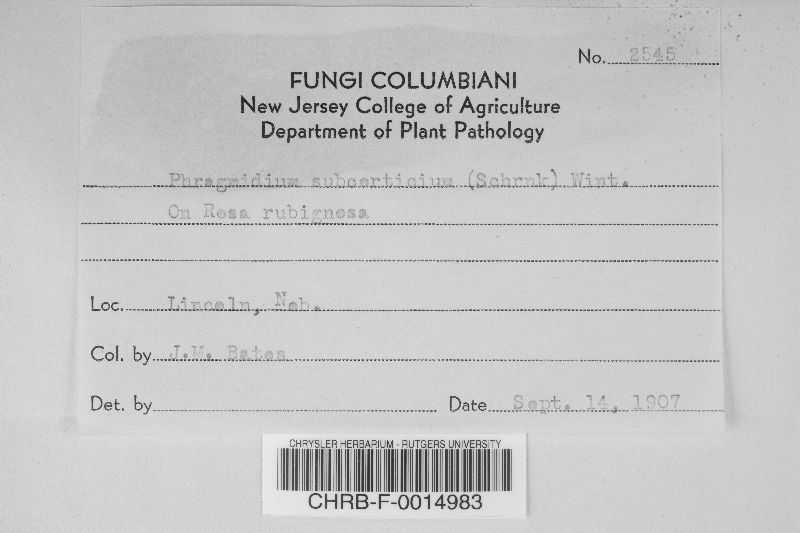 No. 2545
FUNGI COLUMBIANI
New Jersey College of Agriculture
Department of Plant Pathology
Phragmidium subcorticium (Schrnk) Wint.
On Rosa rubignosa
Loc. Lincoln, Neb.
Col. by J.M. Bates
Det. by
Date Sept. 14, 1907
CHRYSLER HERBARIUM - RUTGERS UNIVERSITY
CHRB-F-0014983